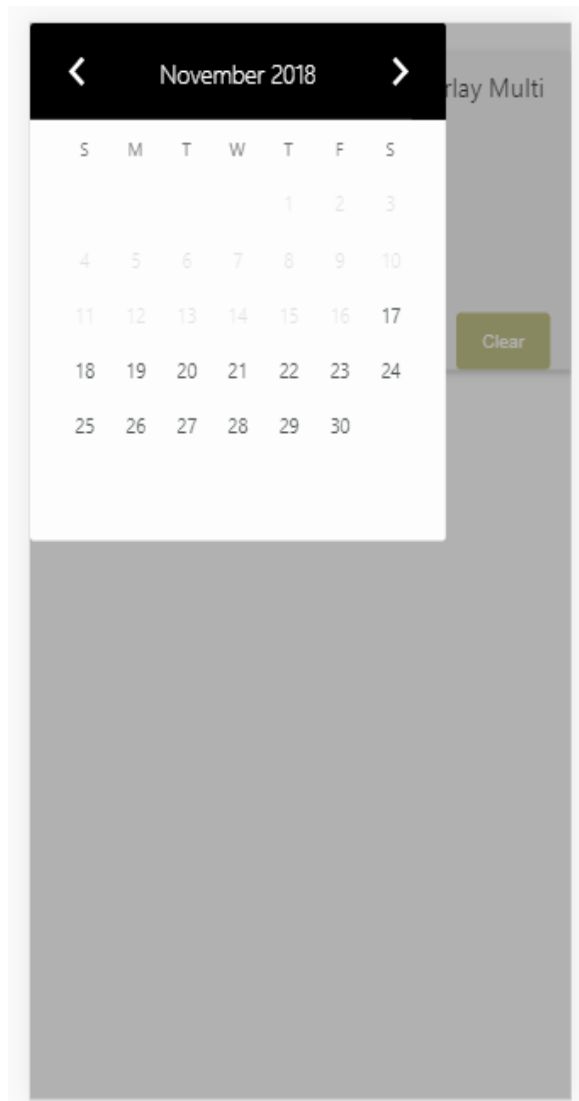 November 2018
rlay Multi
S M T W T F S
1 2 3
4 5 6 7 8 9 10
11 12 13 14 15 16 17
Clear
18 19 20 21 22 23 24
25 26 27 28 29 30